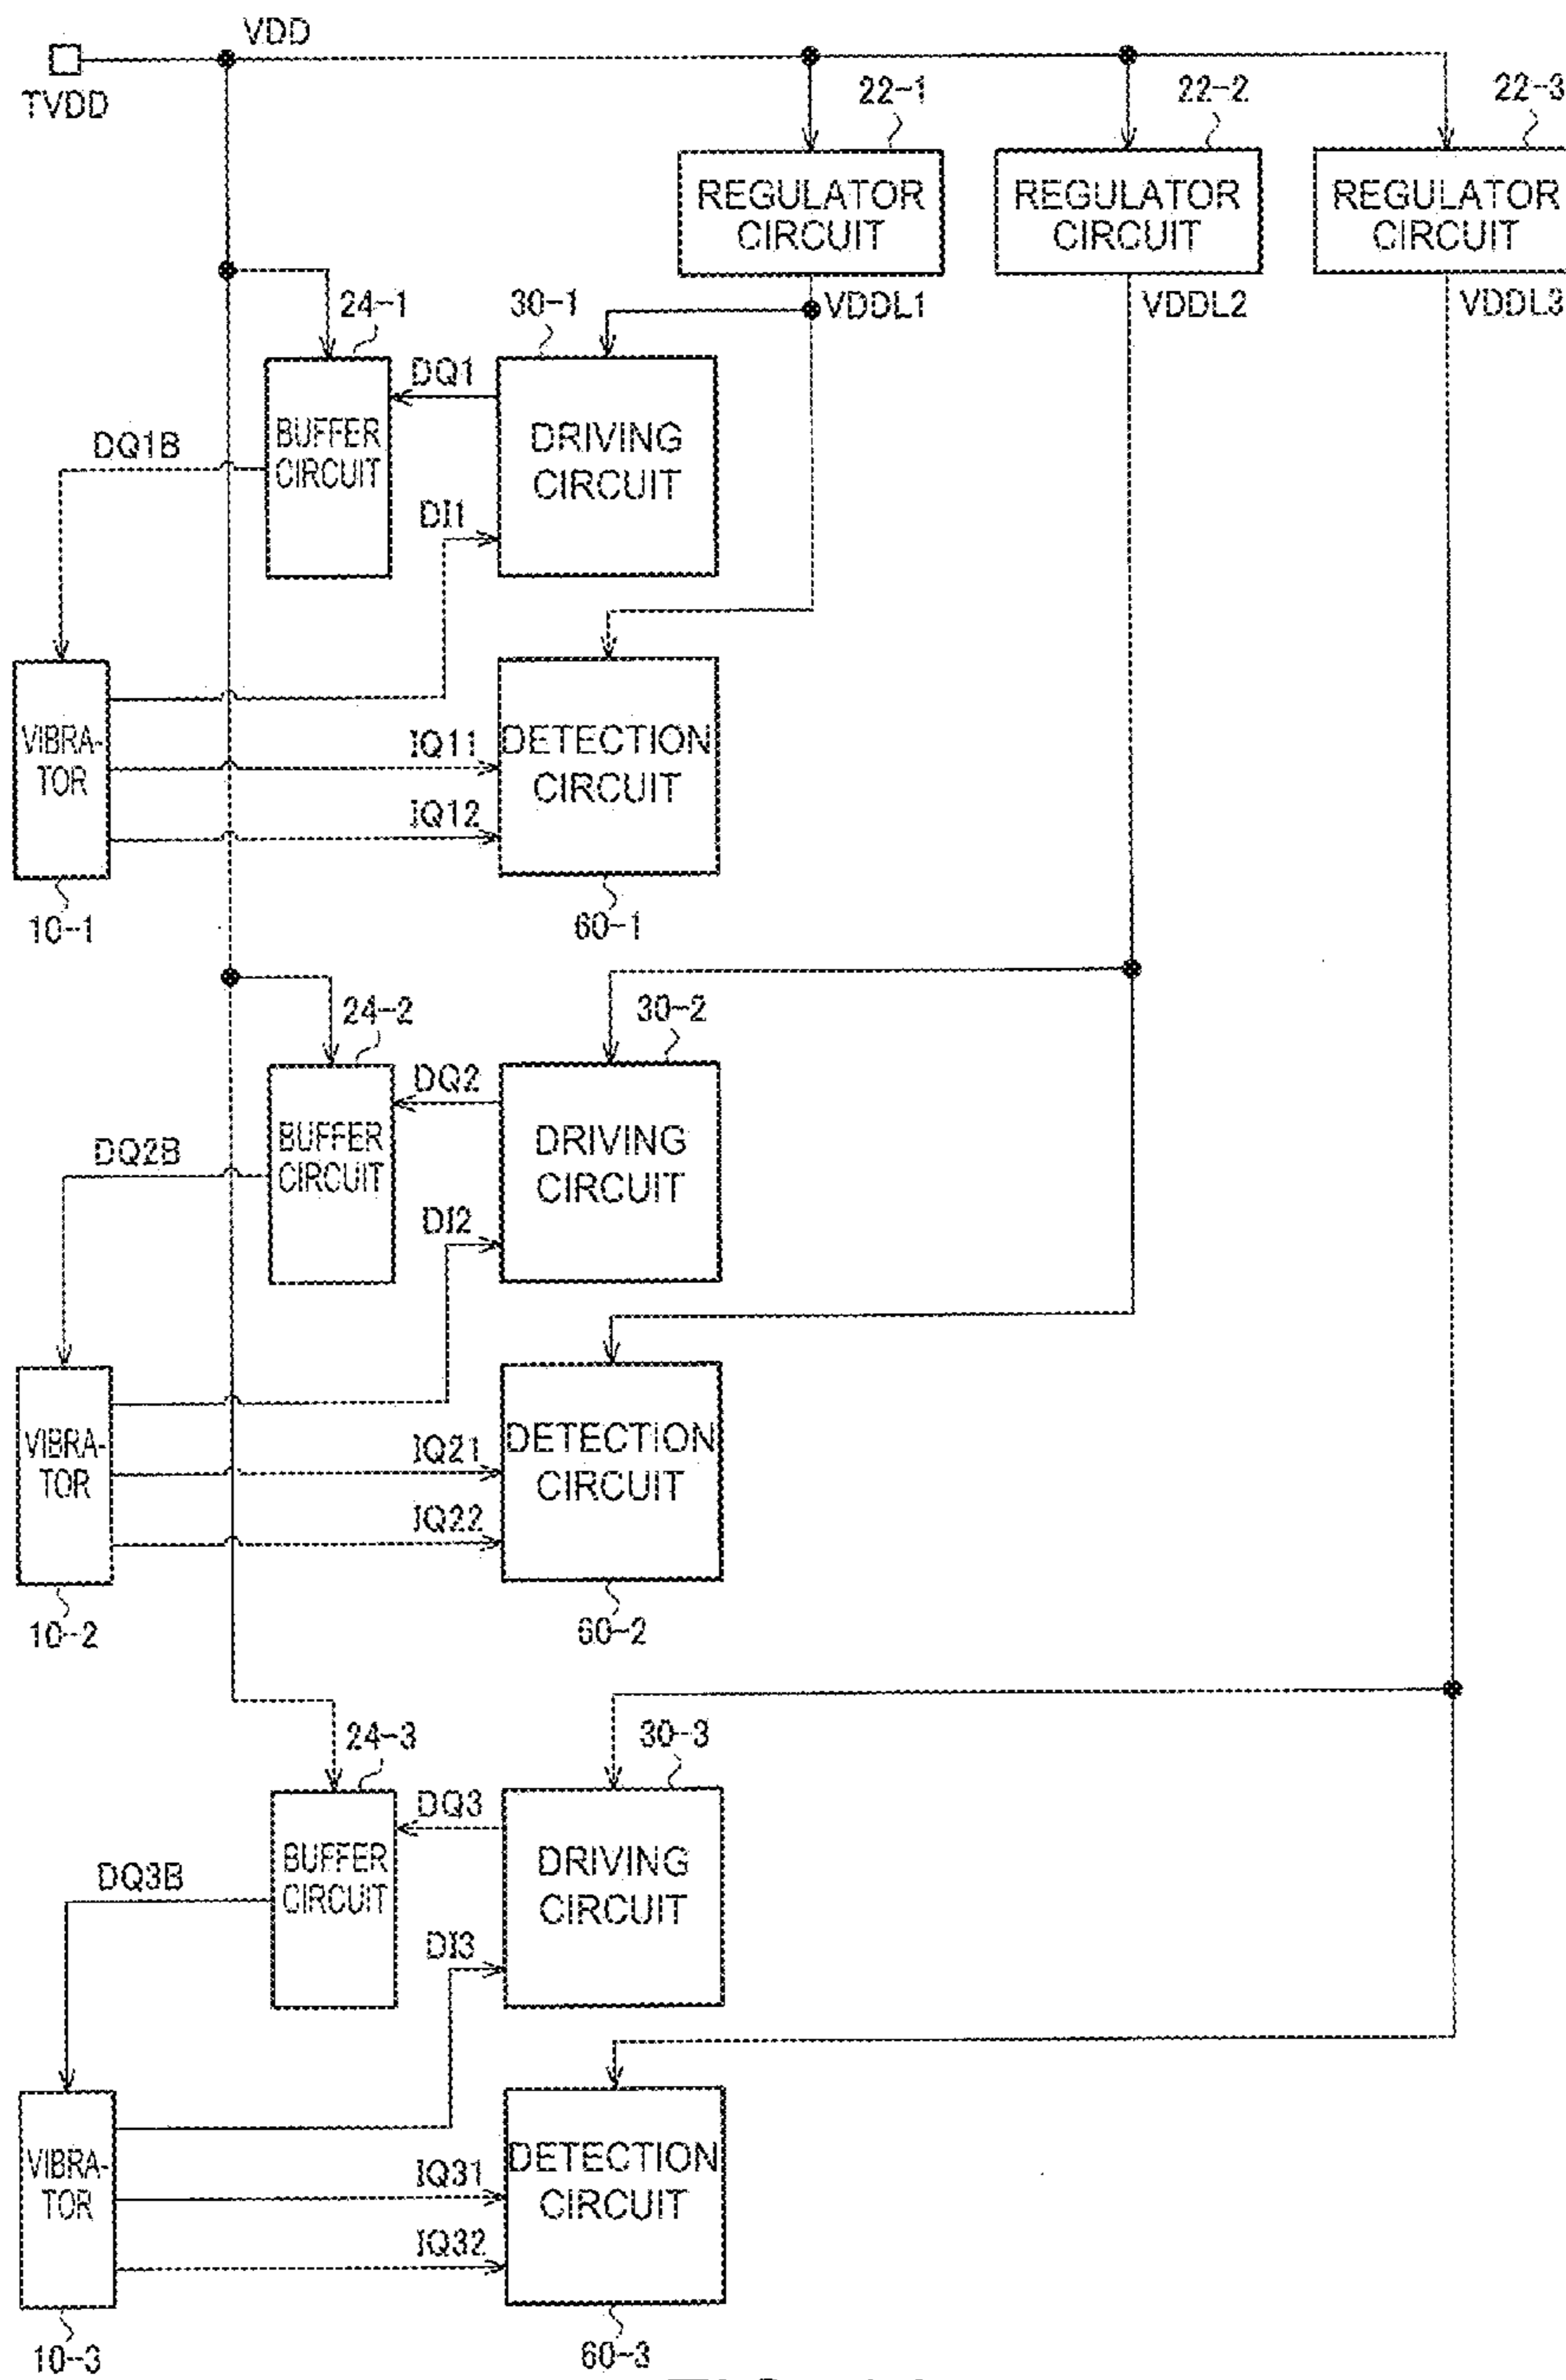 VDD
TVDD
22-1
22-2
22-3
REGULATOR
CIRCUIT
REGULATOR
CIRCUIT
REGULATOR
CIRCUIT
VDDL1
VDDL2
VDDL3
24-1
30-1
DQ1
BUFFER
CIRCUIT
DRIVING
CIRCUIT
DQ1B
DI1
VIBRA-
TOR
IQ11
DETECTION
CIRCUIT
IQ12
10-1
60-1
24-2
30-2
DQ2
BUFFER
CIRCUIT
DRIVING
CIRCUIT
DQ2B
DI2
VIBRA-
TOR
IQ21
DETECTION
CIRCUIT
IQ22
10-2
60-2
24-3
30-3
DQ3
BUFFER
CIRCUIT
DRIVING
CIRCUIT
DQ3B
DI3
VIBRA-
TOR
IQ31
DETECTION
CIRCUIT
IQ32
10-3
60-3